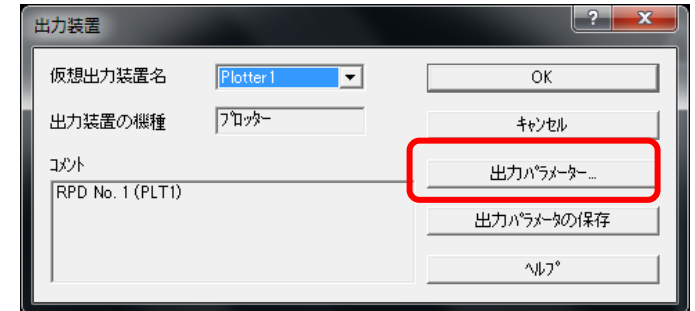 出力装置
仮想出力装置名
Plotter1
OK
出力装置の機種
ﾌﾟﾛｯﾀｰ
ｷｬﾝｾﾙ
ｺﾒﾝﾄ
RPD No. 1 (PLT1)
出力ﾊﾟﾗﾒｰﾀｰ...
出力ﾊﾟﾗﾒｰﾀの保存
ﾍﾙﾌﾟ